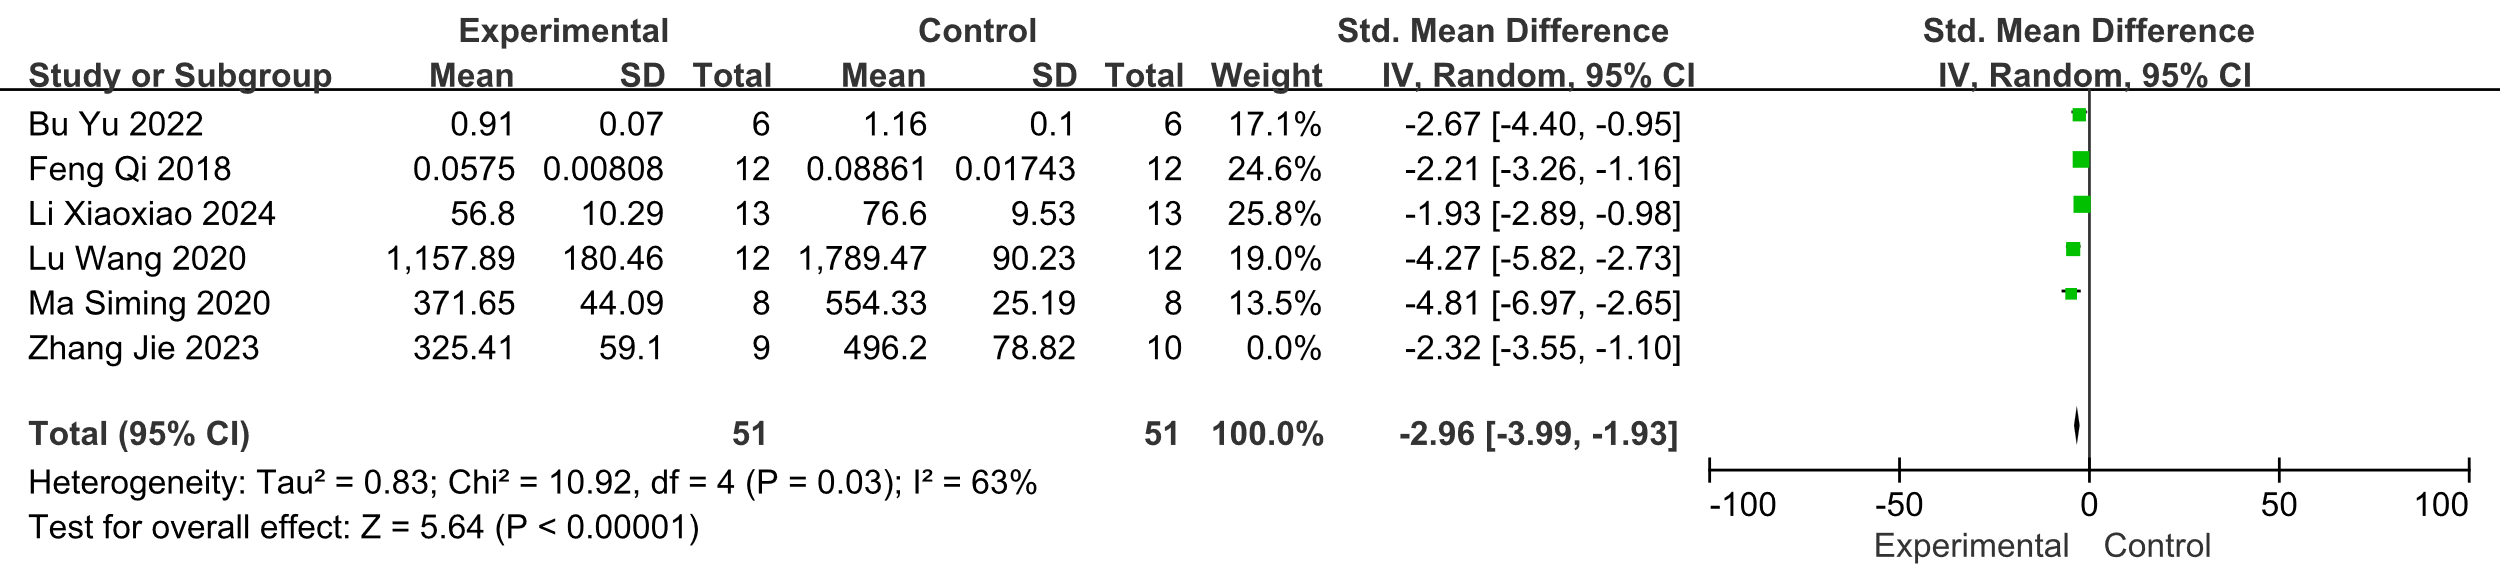 Experimental Control Std. Mean Difference Std. Mean Difference
Study or Subgroup Mean SD Total Mean SD Total Weight IV, Random, 95% CI IV, Random, 95% CI
Bu Yu 2022 0.91 0.07 6 1.16 0.1 6 17.1% -2.67 [-4.40, -0.95]
Feng Qi 2018 0.0575 0.00808 12 0.08861 0.01743 12 24.6% -2.21 [-3.26, -1.16]
Li Xiaoxiao 2024 56.8 10.29 13 76.6 9.53 13 25.8% -1.93 [-2.89, -0.98]
Lu Wang 2020 1,157.89 180.46 12 1,789.47 90.23 12 19.0% -4.27 [-5.82, -2.73]
Ma Siming 2020 371.65 44.09 8 554.33 25.19 8 13.5% -4.81 [-6.97, -2.65]
Zhang Jie 2023 325.41 59.1 9 496.2 78.82 10 0.0% -2.32 [-3.55, -1.10]
Total (95% CI) 51 51 100.0% -2.96 [-3.99, -1.93]
Heterogeneity: Tau² = 0.83; Chi² = 10.92, df = 4 (P = 0.03); I² = 63%
Test for overall effect: Z = 5.64 (P < 0.00001)
-100 -50 0 50 100
Experimental Control